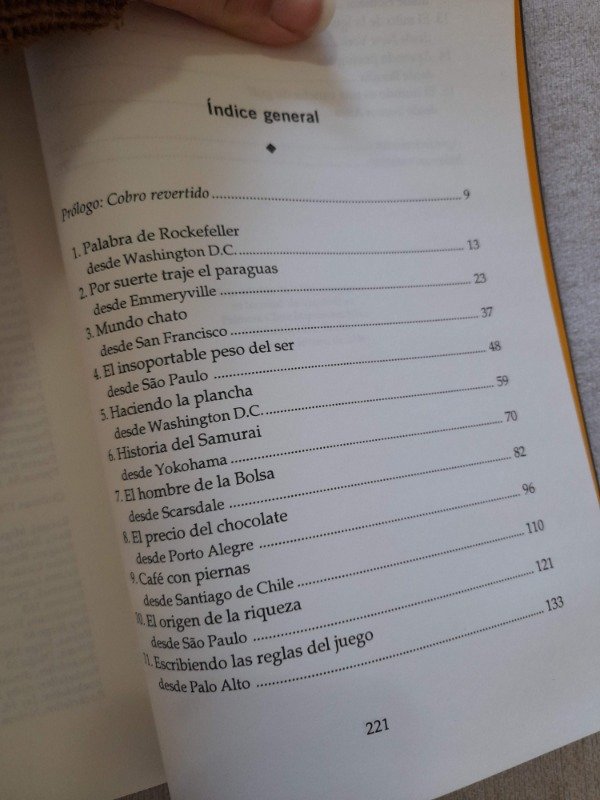 Índice general
Prólogo: Cobro revertido 9
1. Palabra de Rockefeller
desde Washington D.C. 13
2. Por suerte traje el paraguas
desde Emmeryville 23
3. Mundo chato
desde San Francisco 37
4. El insoportable peso del ser
desde São Paulo 48
5. Haciendo la plancha
desde Washington D.C. 59
6. Historia del Samurai
desde Yokohama 70
7. El hombre de la Bolsa
desde Scarsdale 82
8. El precio del chocolate
desde Porto Alegre 96
9. Café con piernas
desde Santiago de Chile 110
10. El origen de la riqueza
desde São Paulo 121
11. Escribiendo las reglas del juego
desde Palo Alto 133
221